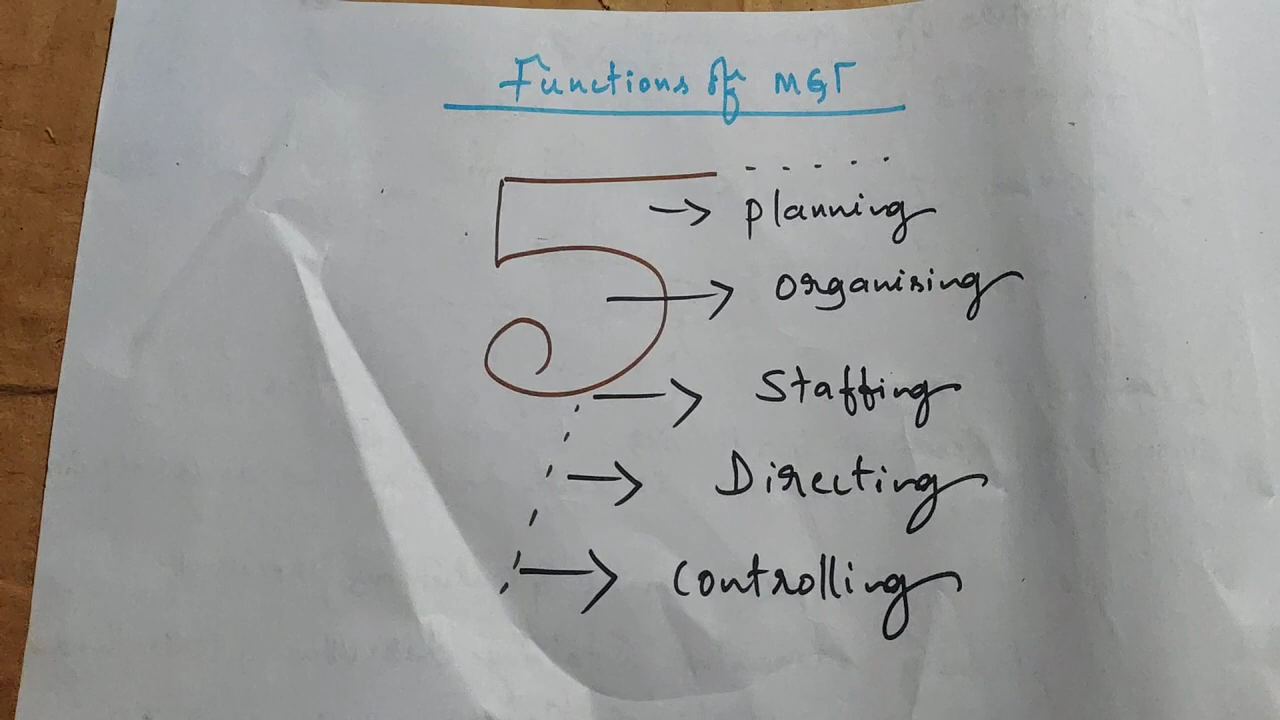 Functions of MGT
5
→ planning
→ organising
→ Staffing
→ Directing
→ controlling